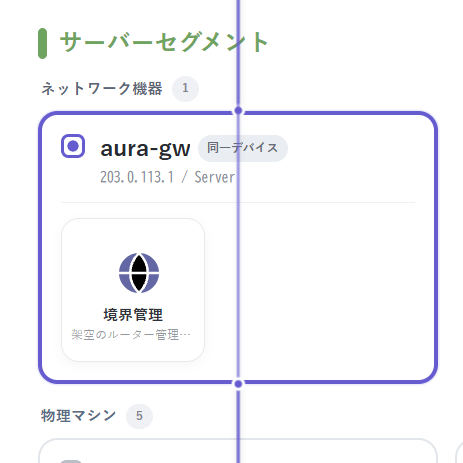 サーバーセグメント
ネットワーク機器 1
aura-gw 同一デバイス
203.0.113.1 / Server
境界管理
架空のルーター管理…
物理マシン 5